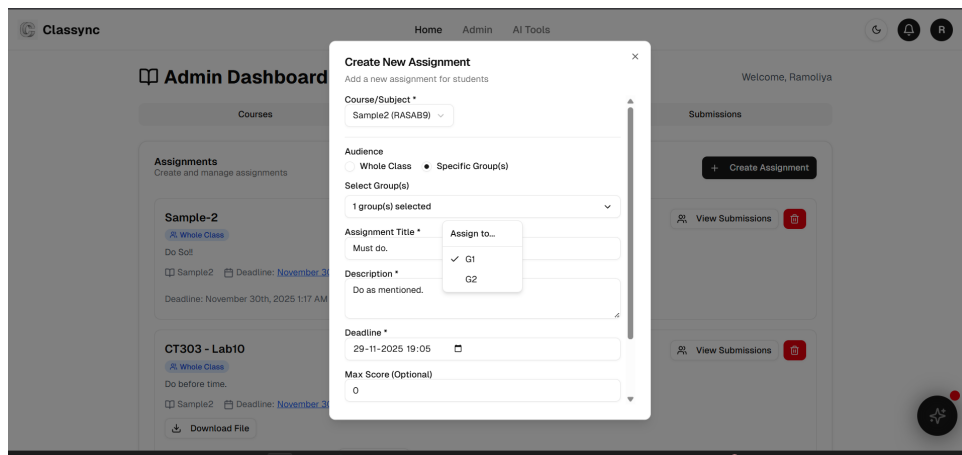 Classync
Home Admin AI Tools
R
Admin Dashboard
Welcome, Ramoliya
Courses
Submissions
Assignments
Create and manage assignments
+ Create Assignment
Sample-2
Whole Class
Do So!!
Sample2 Deadline: November 30
Deadline: November 30th, 2025 1:17 AM
View Submissions
CT303 - Lab10
Whole Class
Do before time.
Sample2 Deadline: November 30
Download File
View Submissions
Create New Assignment
Add a new assignment for students
Course/Subject *
Sample2 (RASAB9)
Audience
Whole Class Specific Group(s)
Select Group(s)
1 group(s) selected
Assign to...
G1
G2
Assignment Title *
Must do.
Description *
Do as mentioned.
Deadline *
29-11-2025 19:05
Max Score (Optional)
0